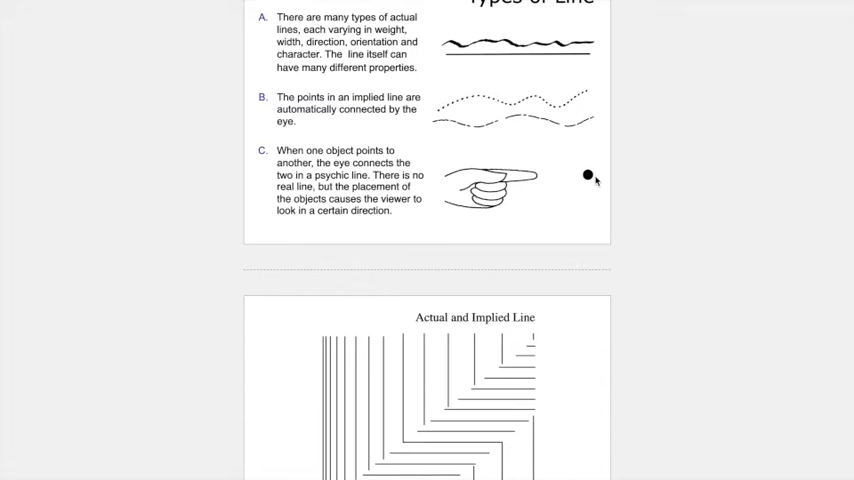 Types of Line
A. There are many types of actual
lines, each varying in weight,
width, direction, orientation and
character. The  line itself can
have many different properties.
B. The points in an implied line are
automatically connected by the
eye.
C. When one object points to
another, the eye connects the
two in a psychic line. There is no
real line, but the placement of
the objects causes the viewer to
look in a certain direction.
Actual and Implied Line